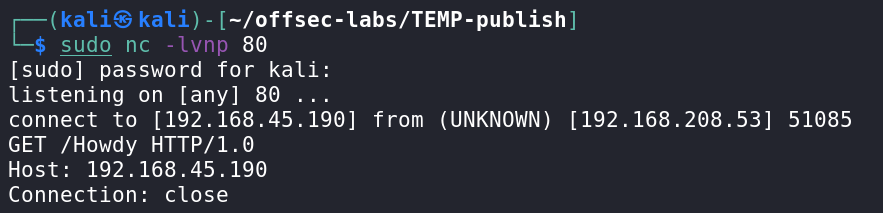 ┌──(kali㉿kali)-[~/offsec-labs/TEMP-publish]
└─$ sudo nc -lvnp 80
[sudo] password for kali:
listening on [any] 80 ...
connect to [192.168.45.190] from (UNKNOWN) [192.168.208.53] 51085
GET /Howdy HTTP/1.0
Host: 192.168.45.190
Connection: close